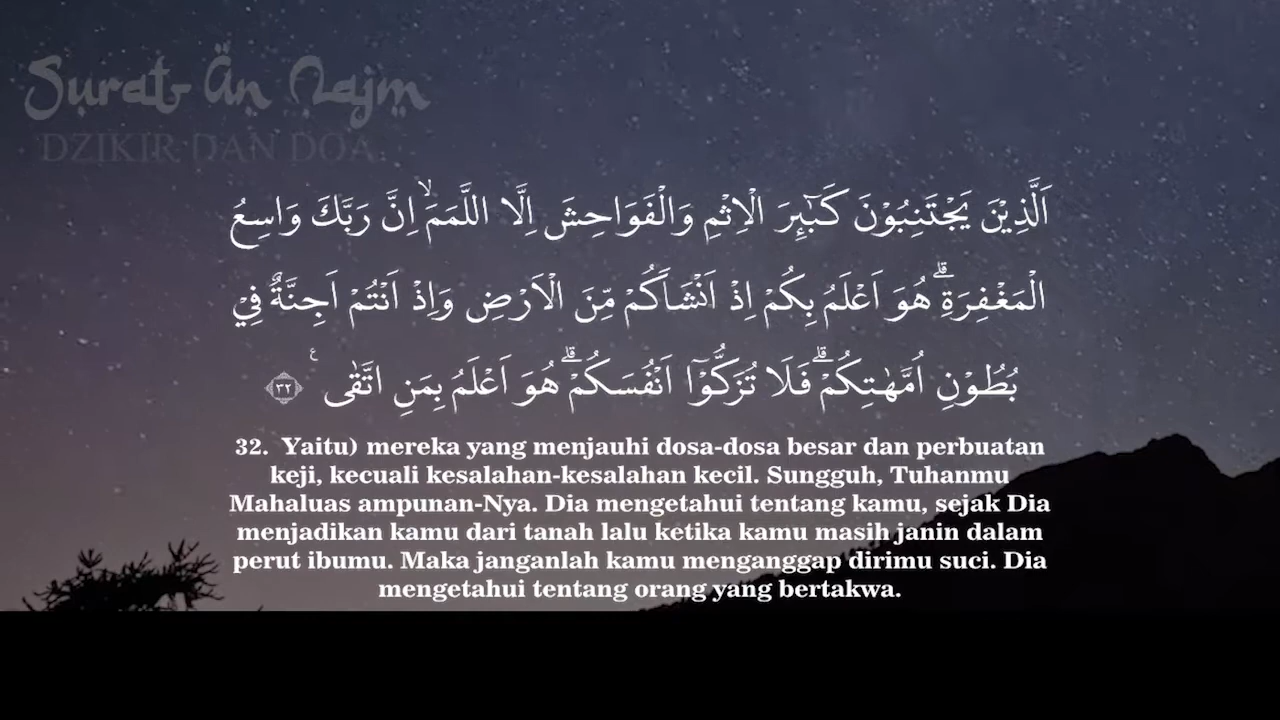 Surat An Najm
DZIKIR DAN DOA
اَلَّذِيْنَ يَجْتَنِبُوْنَ كَبٰۤىِٕرَ الْاِثْمِ وَالْفَوَاحِشَ اِلَّا اللَّمَمَۙ اِنَّ رَبَّكَ وَاسِعُ
الْمَغْفِرَةِۗ هُوَ اَعْلَمُ بِكُمْ اِذْ اَنْشَاَكُمْ مِّنَ الْاَرْضِ وَاِذْ اَنْتُمْ اَجِنَّةٌ فِيْ
بُطُوْنِ اُمَّهٰتِكُمْۗ فَلَا تُزَكُّوْٓا اَنْفُسَكُمْۗ هُوَ اَعْلَمُ بِمَنِ اتَّقٰى ࣖ ٣٢
32. Yaitu) mereka yang menjauhi dosa-dosa besar dan perbuatan
keji, kecuali kesalahan-kesalahan kecil. Sungguh, Tuhanmu
Mahaluas ampunan-Nya. Dia mengetahui tentang kamu, sejak Dia
menjadikan kamu dari tanah lalu ketika kamu masih janin dalam
perut ibumu. Maka janganlah kamu menganggap dirimu suci. Dia
mengetahui tentang orang yang bertakwa.